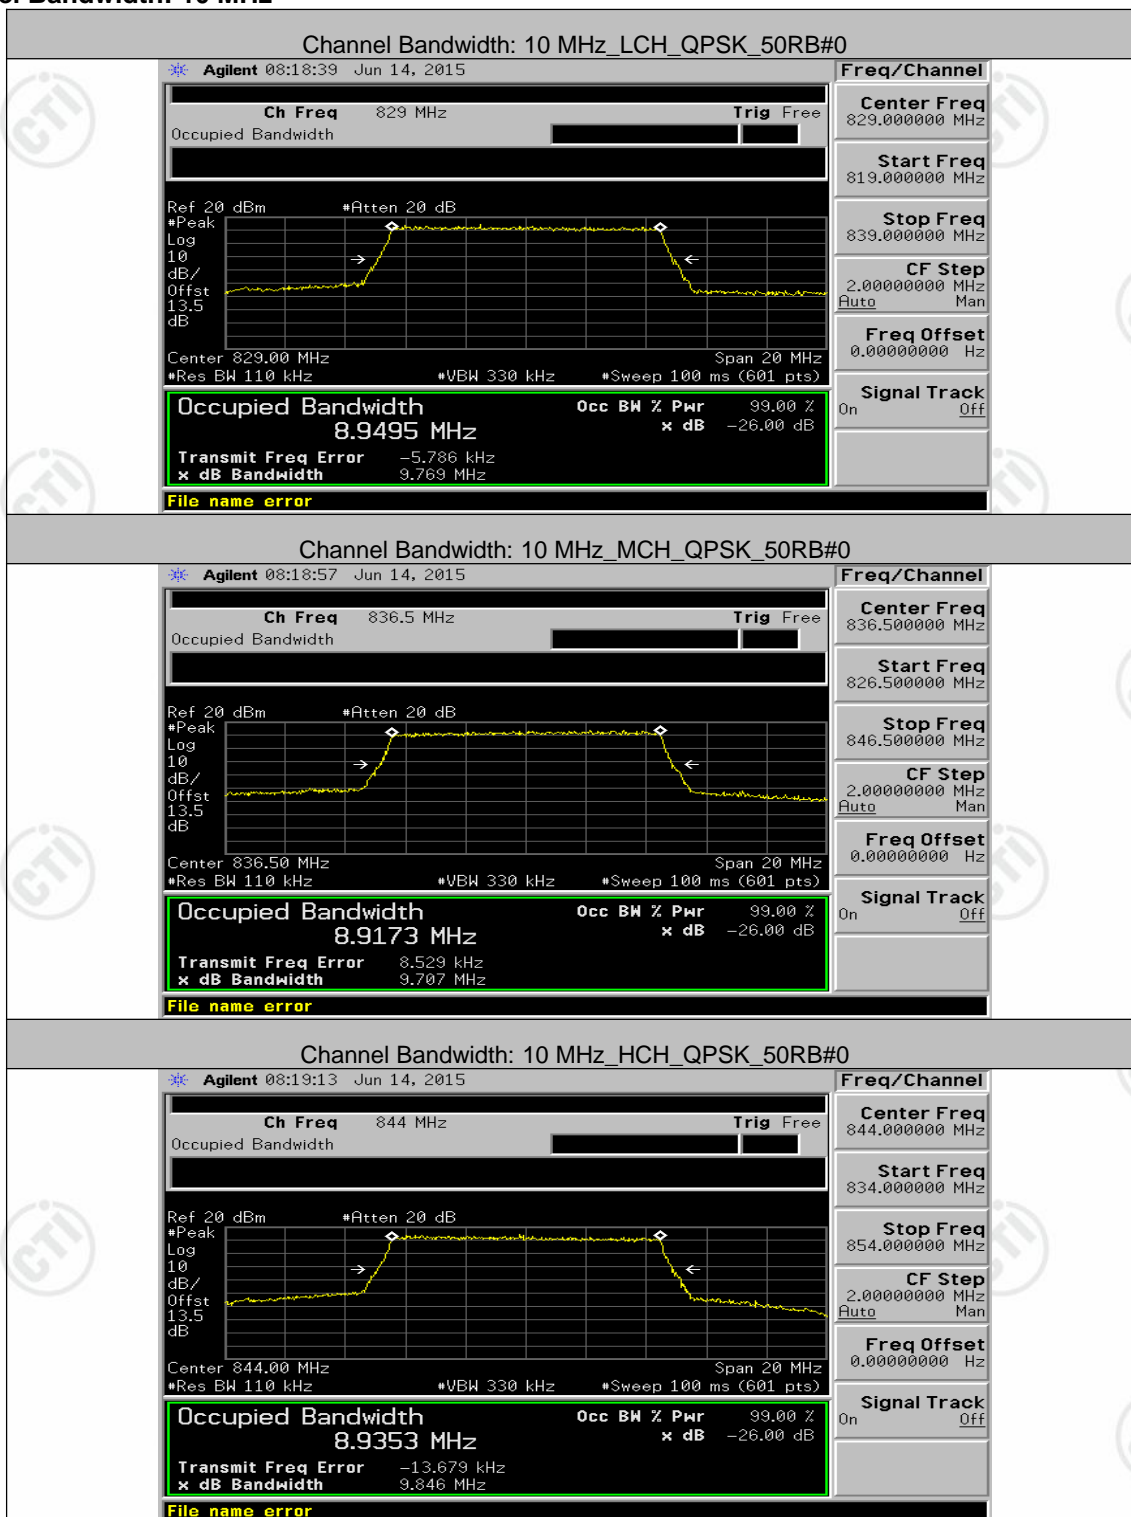 Channel Bandwidth: 10 MHz_LCH_QPSK_50RB#0
Agilent 08:18:39 Jun 14, 2015
Freq/Channel
Ch Freq 829 MHz Trig Free
Occupied Bandwidth
Center Freq
829.000000 MHz
Start Freq
819.000000 MHz
Stop Freq
839.000000 MHz
CF Step
2.00000000 MHz
Auto Man
Freq Offset
0.00000000 Hz
Signal Track
On Off
Ref 20 dBm #Atten 20 dB
#Peak
Log
10
dB/
Offst
13.5
dB
Center 829.00 MHz Span 20 MHz
#Res BW 110 kHz #VBW 330 kHz #Sweep 100 ms (601 pts)
Occupied Bandwidth Occ BW % Pwr 99.00 %
8.9495 MHz x dB -26.00 dB
Transmit Freq Error -5.786 kHz
x dB Bandwidth 9.769 MHz
File name error
CTI
Channel Bandwidth: 10 MHz_MCH_QPSK_50RB#0
Agilent 08:18:57 Jun 14, 2015
Freq/Channel
Ch Freq 836.5 MHz Trig Free
Occupied Bandwidth
Center Freq
836.500000 MHz
Start Freq
826.500000 MHz
Stop Freq
846.500000 MHz
CF Step
2.00000000 MHz
Auto Man
Freq Offset
0.00000000 Hz
Signal Track
On Off
Ref 20 dBm #Atten 20 dB
#Peak
Log
10
dB/
Offst
13.5
dB
Center 836.50 MHz Span 20 MHz
#Res BW 110 kHz #VBW 330 kHz #Sweep 100 ms (601 pts)
Occupied Bandwidth Occ BW % Pwr 99.00 %
8.9173 MHz x dB -26.00 dB
Transmit Freq Error 8.529 kHz
x dB Bandwidth 9.707 MHz
File name error
CTI
Channel Bandwidth: 10 MHz_HCH_QPSK_50RB#0
Agilent 08:19:13 Jun 14, 2015
Freq/Channel
Ch Freq 844 MHz Trig Free
Occupied Bandwidth
Center Freq
844.000000 MHz
Start Freq
834.000000 MHz
Stop Freq
854.000000 MHz
CF Step
2.00000000 MHz
Auto Man
Freq Offset
0.00000000 Hz
Signal Track
On Off
Ref 20 dBm #Atten 20 dB
#Peak
Log
10
dB/
Offst
13.5
dB
Center 844.00 MHz Span 20 MHz
#Res BW 110 kHz #VBW 330 kHz #Sweep 100 ms (601 pts)
Occupied Bandwidth Occ BW % Pwr 99.00 %
8.9353 MHz x dB -26.00 dB
Transmit Freq Error -13.679 kHz
x dB Bandwidth 9.846 MHz
File name error
CTI